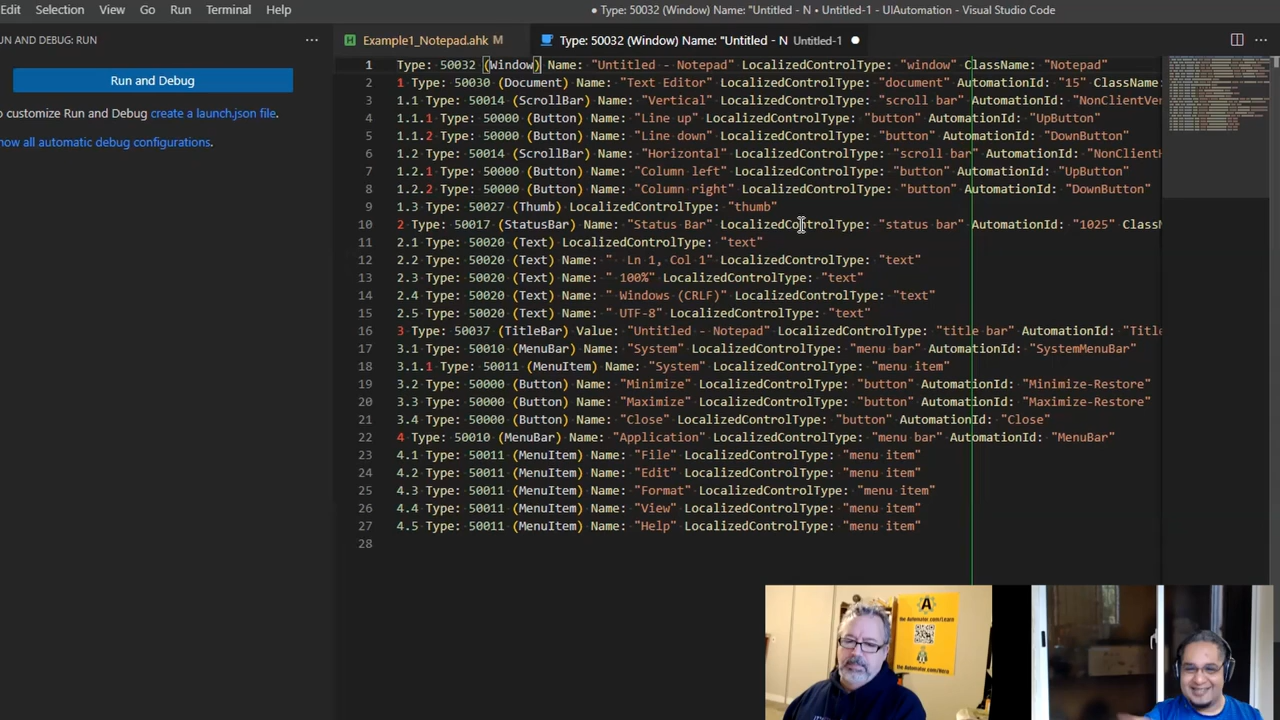 Edit Selection View Go Run Terminal Help ● Type: 50032 (Window) Name: "Untitled - N • Untitled-1 - UIAutomation - Visual Studio Code
UN AND DEBUG: RUN ··· Example1_Notepad.ahk M Type: 50032 (Window) Name: "Untitled - N Untitled-1 ● ···
Run and Debug
o customize Run and Debug create a launch.json file.
how all automatic debug configurations.
1 Type: 50032 (Window) Name: "Untitled - Notepad" LocalizedControlType: "window" ClassName: "Notepad"
2 1 Type: 50030 (Document) Name: "Text Editor" LocalizedControlType: "document" AutomationId: "15" ClassName:
3 1.1 Type: 50014 (ScrollBar) Name: "Vertical" LocalizedControlType: "scroll bar" AutomationId: "NonClientVer
4 1.1.1 Type: 50000 (Button) Name: "Line up" LocalizedControlType: "button" AutomationId: "UpButton"
5 1.1.2 Type: 50000 (Button) Name: "Line down" LocalizedControlType: "button" AutomationId: "DownButton"
6 1.2 Type: 50014 (ScrollBar) Name: "Horizontal" LocalizedControlType: "scroll bar" AutomationId: "NonClientH
7 1.2.1 Type: 50000 (Button) Name: "Column left" LocalizedControlType: "button" AutomationId: "UpButton"
8 1.2.2 Type: 50000 (Button) Name: "Column right" LocalizedControlType: "button" AutomationId: "DownButton"
9 1.3 Type: 50027 (Thumb) LocalizedControlType: "thumb"
10 2 Type: 50017 (StatusBar) Name: "Status Bar" LocalizedControlType: "status bar" AutomationId: "1025" ClassN
11 2.1 Type: 50020 (Text) LocalizedControlType: "text"
12 2.2 Type: 50020 (Text) Name: "  Ln 1, Col 1" LocalizedControlType: "text"
13 2.3 Type: 50020 (Text) Name: " 100%" LocalizedControlType: "text"
14 2.4 Type: 50020 (Text) Name: " Windows (CRLF)" LocalizedControlType: "text"
15 2.5 Type: 50020 (Text) Name: " UTF-8" LocalizedControlType: "text"
16 3 Type: 50037 (TitleBar) Value: "Untitled - Notepad" LocalizedControlType: "title bar" AutomationId: "Title
17 3.1 Type: 50010 (MenuBar) Name: "System" LocalizedControlType: "menu bar" AutomationId: "SystemMenuBar"
18 3.1.1 Type: 50011 (MenuItem) Name: "System" LocalizedControlType: "menu item"
19 3.2 Type: 50000 (Button) Name: "Minimize" LocalizedControlType: "button" AutomationId: "Minimize-Restore"
20 3.3 Type: 50000 (Button) Name: "Maximize" LocalizedControlType: "button" AutomationId: "Maximize-Restore"
21 3.4 Type: 50000 (Button) Name: "Close" LocalizedControlType: "button" AutomationId: "Close"
22 4 Type: 50010 (MenuBar) Name: "Application" LocalizedControlType: "menu bar" AutomationId: "MenuBar"
23 4.1 Type: 50011 (MenuItem) Name: "File" LocalizedControlType: "menu item"
24 4.2 Type: 50011 (MenuItem) Name: "Edit" LocalizedControlType: "menu item"
25 4.3 Type: 50011 (MenuItem) Name: "Format" LocalizedControlType: "menu item"
26 4.4 Type: 50011 (MenuItem) Name: "View" LocalizedControlType: "menu item"
27 4.5 Type: 50011 (MenuItem) Name: "Help" LocalizedControlType: "menu item"
28
A
the-Automator.com/Learn
the-Automator.com/Hero